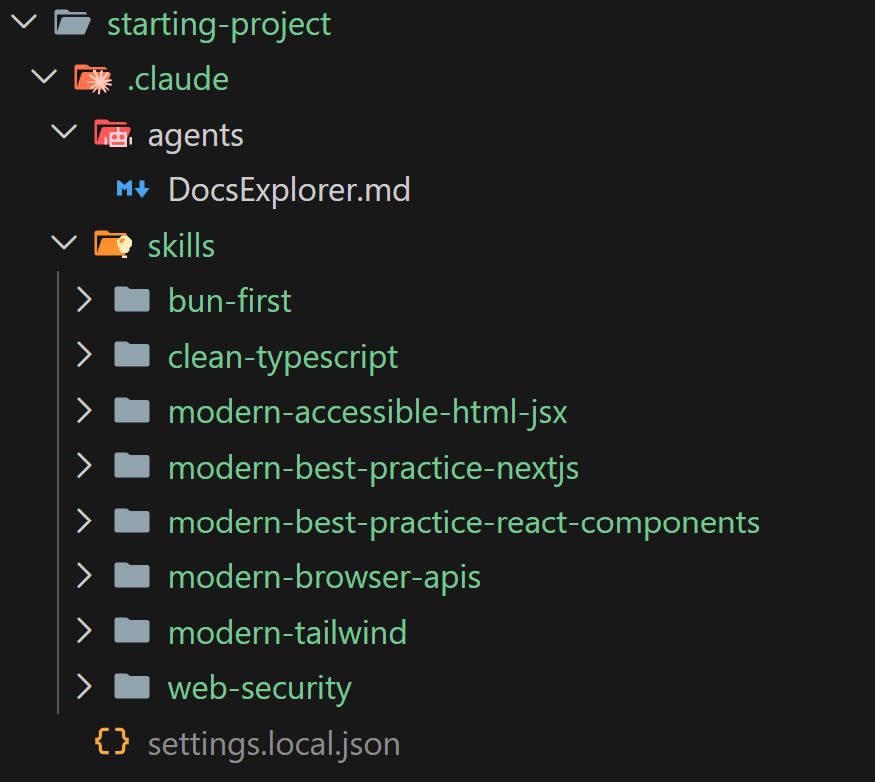 starting-project
.claude
agents
DocsExplorer.md
skills
bun-first
clean-typescript
modern-accessible-html-jsx
modern-best-practice-nextjs
modern-best-practice-react-components
modern-browser-apis
modern-tailwind
web-security
settings.local.json